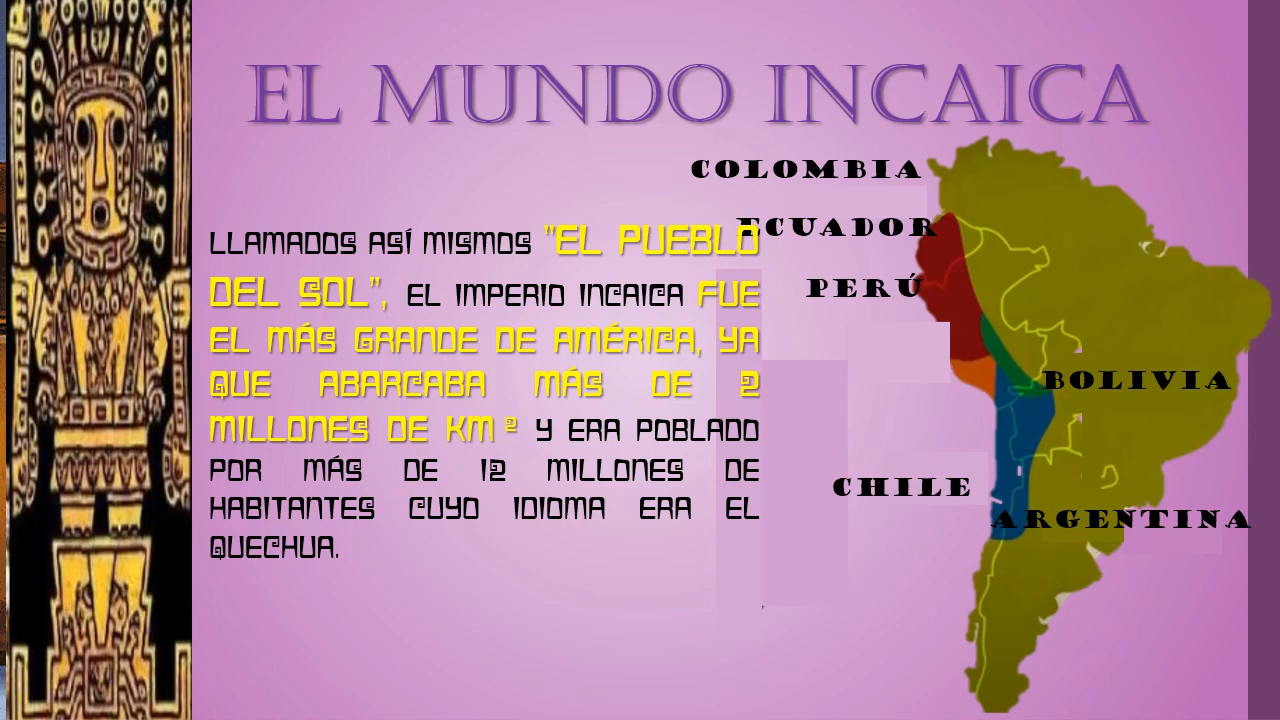 EL MUNDO INCAICA
COLOMBIA
ECUADOR
PERÚ
BOLIVIA
CHILE
ARGENTINA
LLAMADOS ASÍ MISMOS "EL PUEBLO
DEL SOL", EL IMPERIO INCAICA FUE
EL MÁS GRANDE DE AMÉRICA, YA
QUE ABARCABA MÁS DE 2
MILLONES DE KM² Y ERA POBLADO
POR MÁS DE 12 MILLONES DE
HABITANTES CUYO IDIOMA ERA EL
QUECHUA.